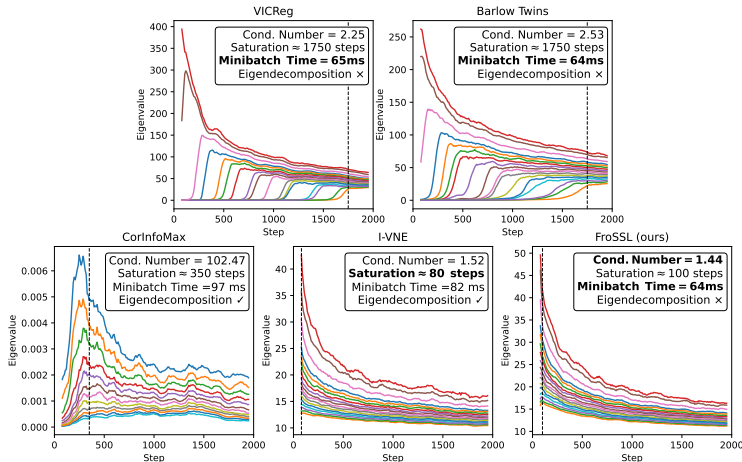 VICReg
Cond. Number = 2.25
Saturation ≈ 1750 steps
Minibatch Time = 65ms
Eigendecomposition ×
Eigenvalue
400
350
300
250
200
150
100
50
0
0 500 1000 1500 2000
Step
Barlow Twins
Cond. Number = 2.53
Saturation ≈ 1750 steps
Minibatch Time = 64ms
Eigendecomposition ×
Eigenvalue
250
200
150
100
50
0
0 500 1000 1500 2000
Step
CorInfoMax
Cond. Number = 102.47
Saturation ≈ 350 steps
Minibatch Time =97 ms
Eigendecomposition ✓
Eigenvalue
0.006
0.005
0.004
0.003
0.002
0.001
0.000
0 500 1000 1500 2000
Step
I-VNE
Cond. Number = 1.52
Saturation ≈ 80 steps
Minibatch Time =82 ms
Eigendecomposition ✓
Eigenvalue
40
35
30
25
20
15
10
0 500 1000 1500 2000
Step
FroSSL (ours)
Cond. Number = 1.44
Saturation ≈ 100 steps
Minibatch Time = 64ms
Eigendecomposition ×
Eigenvalue
50
45
40
35
30
25
20
15
10
0 500 1000 1500 2000
Step